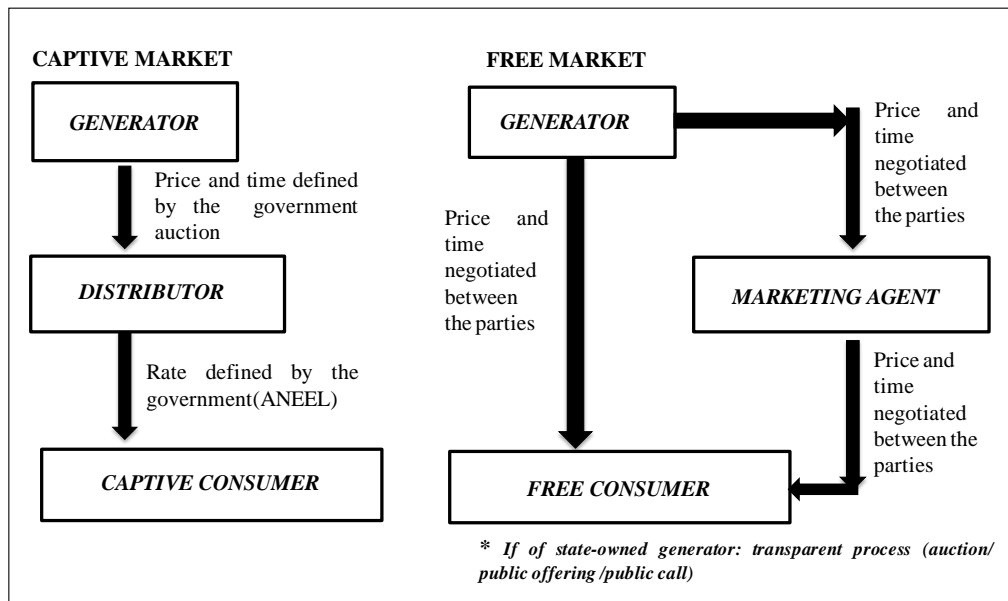 CAPTIVE MARKET
GENERATOR
Price and time defined
by the government
auction
DISTRIBUTOR
Rate defined by the
government(ANEEL)
CAPTIVE CONSUMER
FREE MARKET
GENERATOR
Price and
time
negotiated
between
the parties
Price and
time
negotiated
between
the parties
MARKETING AGENT
Price and
time
negotiated
between the
parties
FREE CONSUMER
* If of state-owned generator: transparent process (auction/
public offering /public call)